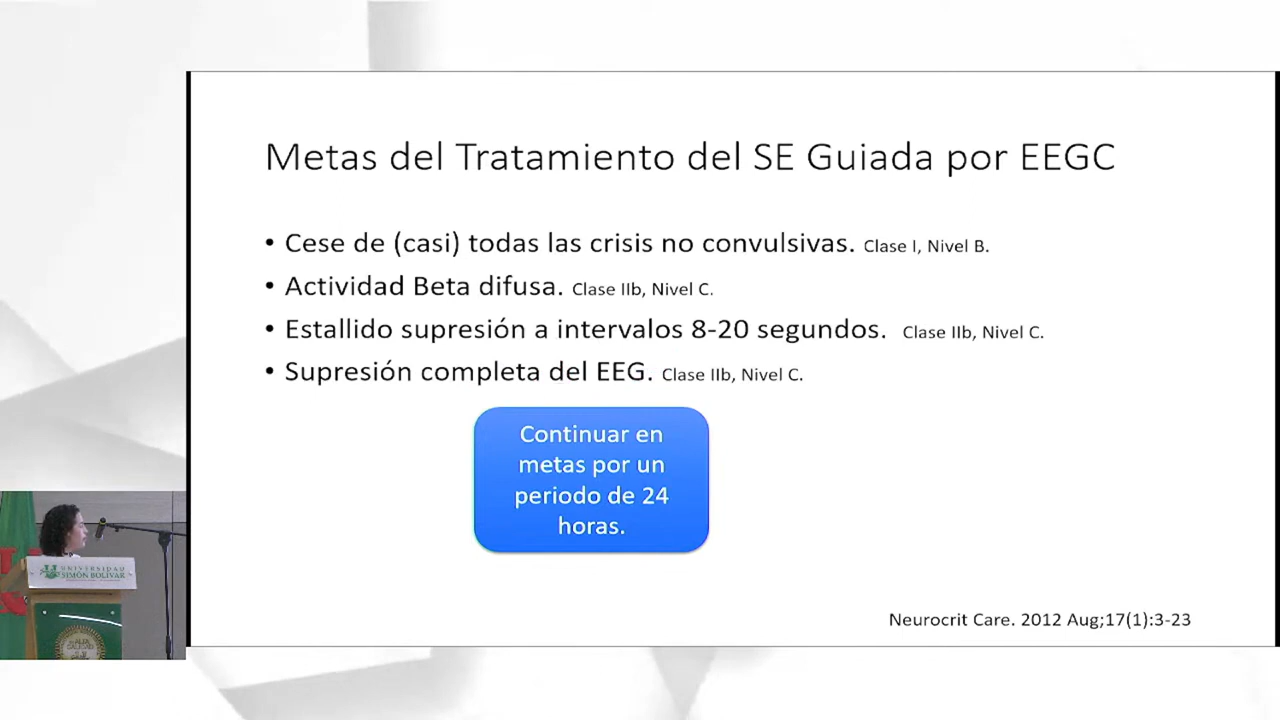 Metas del Tratamiento del SE Guiada por EEGC
• Cese de (casi) todas las crisis no convulsivas. Clase I, Nivel B.
• Actividad Beta difusa. Clase IIb, Nivel C.
• Estallido supresión a intervalos 8-20 segundos. Clase IIb, Nivel C.
• Supresión completa del EEG. Clase IIb, Nivel C.
Continuar en
metas por un
periodo de 24
horas.
Neurocrit Care. 2012 Aug;17(1):3-23
UNIVERSIDAD
SIMÓN BOLÍVAR